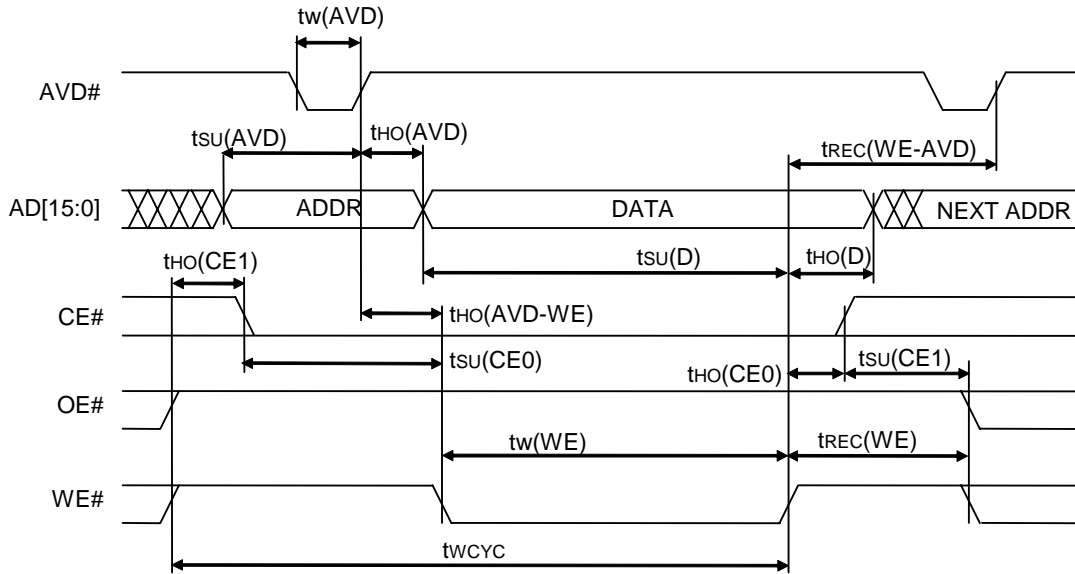 tw(AVD)
AVD#
tSU(AVD)
tHO(AVD)
tREC(WE-AVD)
AD[15:0]
ADDR
DATA
NEXT ADDR
tSU(D)
tHO(D)
tHO(CE1)
CE#
tHO(AVD-WE)
tSU(CE0)
tHO(CE0)
tSU(CE1)
OE#
tw(WE)
tREC(WE)
WE#
tWCYC